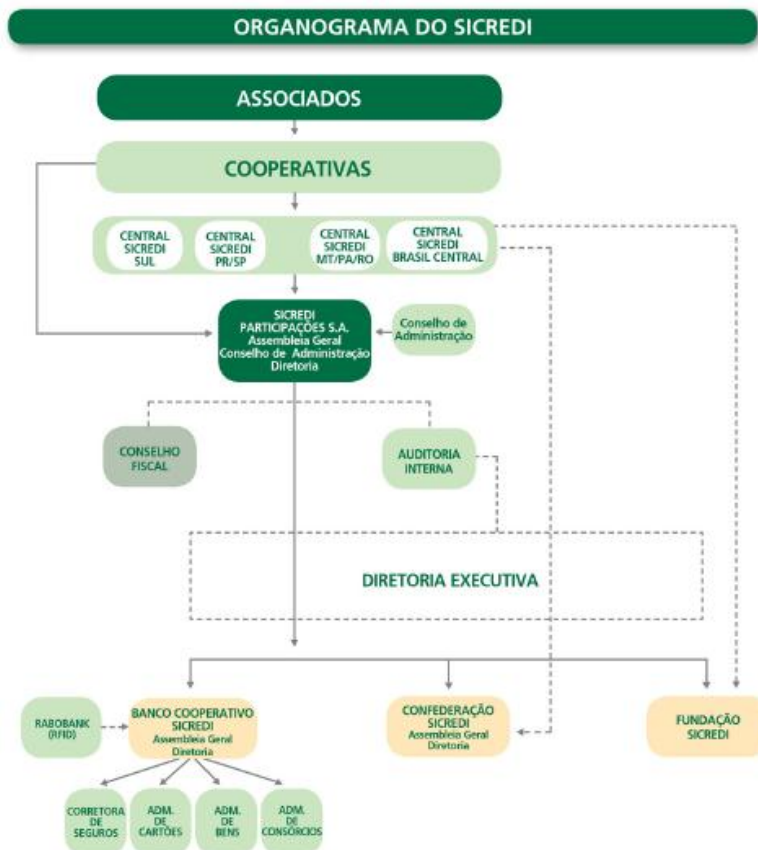 ORGANOGRAMA DO SICREDI
ASSOCIADOS
COOPERATIVAS
CENTRAL
SICREDI
SUL
CENTRAL
SICREDI
PR/SP
CENTRAL
SICREDI
MT/PA/RO
CENTRAL
SICREDI
BRASIL CENTRAL
SICREDI
PARTICIPAÇÕES S.A.
Assembleia Geral
Conselho de Administração
Diretoria
Conselho de
Administração
CONSELHO
FISCAL
AUDITORIA
INTERNA
DIRETORIA EXECUTIVA
RABOBANK
(RFID)
BANCO COOPERATIVO
SICREDI
Assembleia Geral
Diretoria
CONFEDERAÇÃO
SICREDI
Assembleia Geral
Diretoria
FUNDAÇÃO
SICREDI
CORRETORA
DE
SEGUROS
ADM.
DE
CARTÕES
ADM.
DE
BENS
ADM.
DE
CONSÓRCIOS